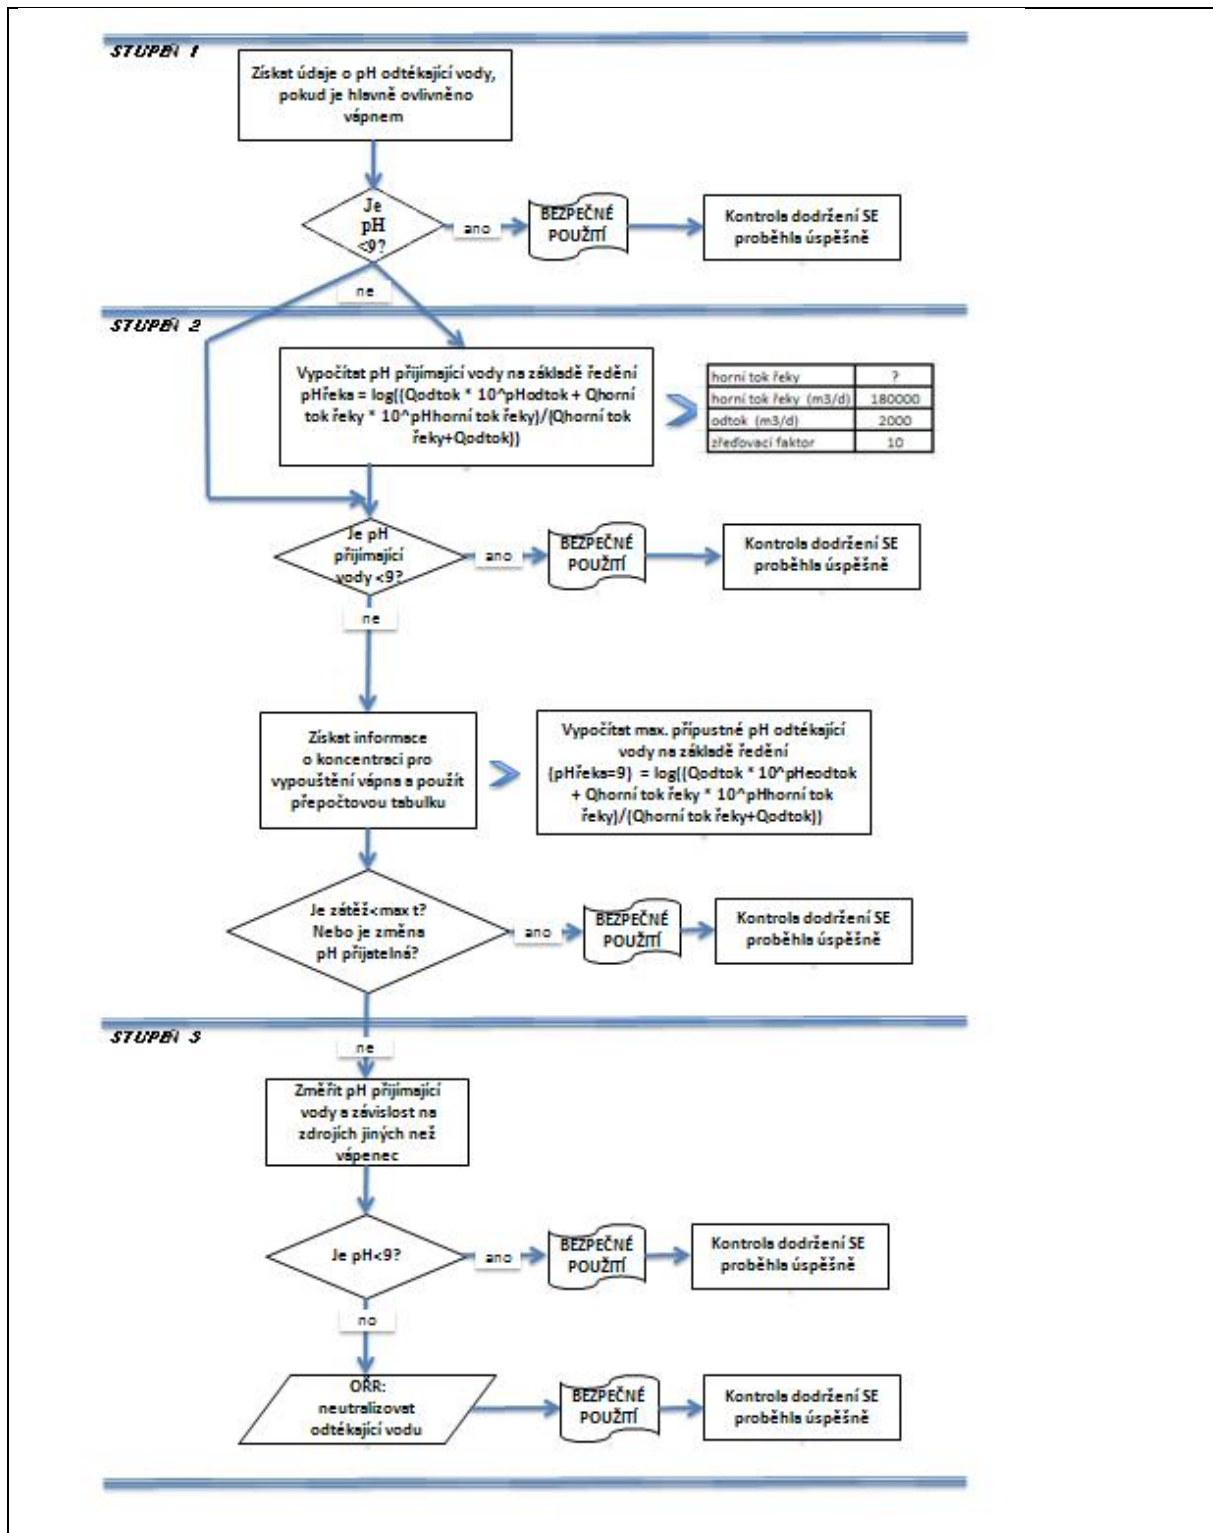 STUPEŇ 1
Získat údaje o pH odtékající vody,
pokud je hlavně ovlivněno
vápnem
Je
pH
<9?
ano
BEZPEČNÉ
POUŽITÍ
Kontrola dodržení SE
proběhla úspěšně
ne
STUPEŇ 2
Vypočítat pH přijímající vody na základě ředění
pHřeka = log((Qodtok * 10^pHodtok + Qhorní
tok řeky * 10^pHhorní tok řeky)/(Qhorní tok
řeky+Qodtok))
horní tok řeky ?
horní tok řeky (m3/d) 180000
odtok (m3/d) 2000
zřeďovací faktor 10
Je pH
přijímající
vody <9?
ano
BEZPEČNÉ
POUŽITÍ
Kontrola dodržení SE
proběhla úspěšně
ne
Získat informace
o koncentraci pro
vypouštění vápna a použít
přepočtovou tabulku
Vypočítat max. přípustné pH odtékající
vody na základě ředění
(pHřeka=9) = log((Qodtok * 10^pHeodtok
+ Qhorní tok řeky * 10^pHhorní tok
řeky)/(Qhorní tok řeky+Qodtok))
Je zátěž<max t?
Nebo je změna
pH přijatelná?
ano
BEZPEČNÉ
POUŽITÍ
Kontrola dodržení SE
proběhla úspěšně
STUPEŇ 3
ne
Změřit pH přijímající
vody a závislost na
zdrojích jiných než
vápenec
Je pH<9?
ano
BEZPEČNÉ
POUŽITÍ
Kontrola dodržení SE
proběhla úspěšně
no
ORR:
neutralizovat
odtékající vodu
BEZPEČNÉ
POUŽITÍ
Kontrola dodržení SE
proběhla úspěšně